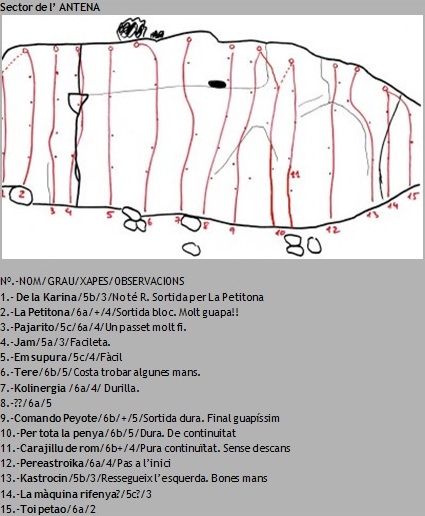 Sector de l’ ANTENA
1 2 3 4 5 6 7 8 9 10 11 12 13 14 15
Nº.-NOM/GRAU/XAPES/OBSERVACIONS
1.- De la Karina/5b/3/No té R. Sortida per La Petitona
2.-La Petitona/6a/+/4/Sortida bloc. Molt guapa!!
3.-Pajarito/5c/6a/4/Un passet molt fi.
4.-Jam/5a/3/Facileta.
5.-Emsupura/5c/4/Fàcil
6.-Tere/6b/5/Costa trobar algunes mans.
7.-Kolinergia /6a/4/ Durilla.
8.-??/6a/5
9.-Comando Peyote/6b/+/5/Sortida dura. Final guapíssim
10.-Per tota la penya/6b/5/Dura. De continuitat
11.-Carajillu de rom/6b+/4/Pura continuïtat. Sense descans
12.-Pereastroika/6a/4/Pas a l’inici
13.-Kastrocin/5b/3/Ressegueix l’esquerda. Bones mans
14.-La màquina rifenya?/5c?/3
15.-Toi petao/6a/2